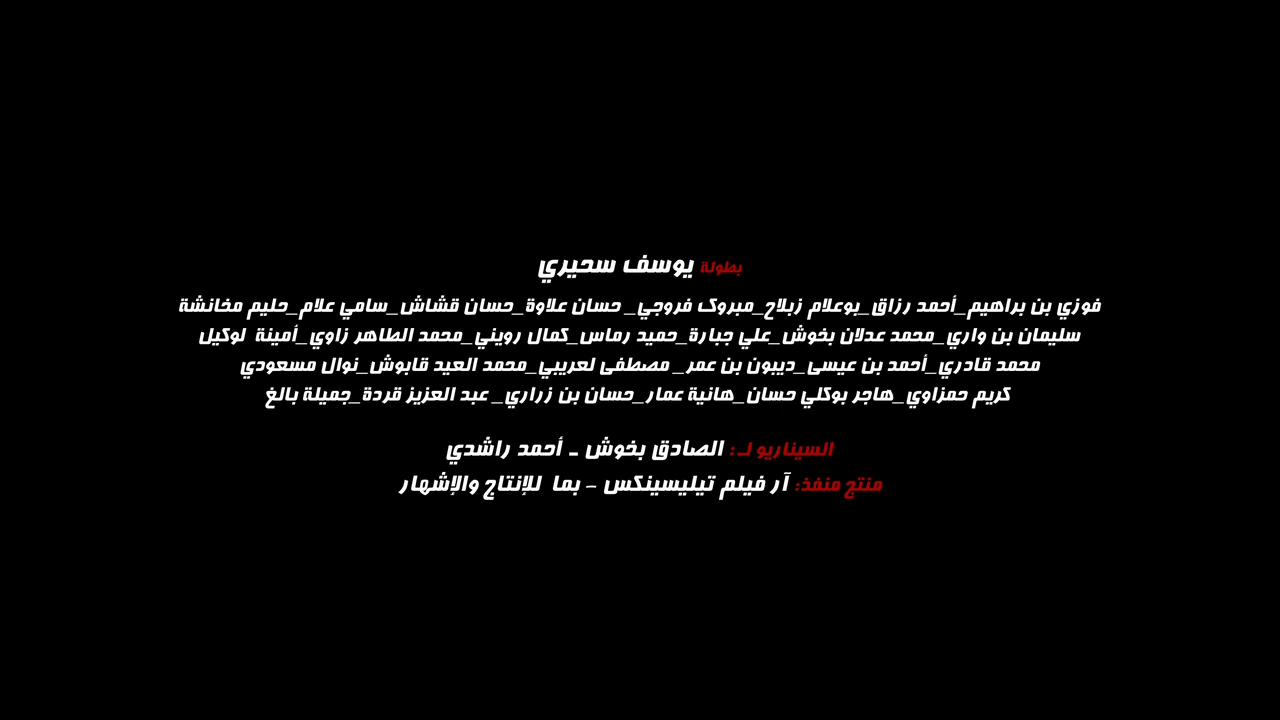 بطولة يوسف سحيري
فوزي بن براهيم_أحمد رزاق_بوعلام زبلاح_مبروك فروجي_ حسان علاوة_حسان قشاش_سامي علام_حليم مخانشة
سليمان بن واري_محمد عدلان بخوش_علي جبارة_حميد رماس_كمال رويني_محمد الطاهر زاوي_أمينة لوكيل
محمد قادري_أحمد بن عيسى_ديبون بن عمر_ مصطفى لعريبي_محمد العيد قابوش_نوال مسعودي
كريم حمزاوي_هاجر بوكلي حسان_هانية عمار_حسان بن زراري_ عبد العزيز قردة_جميلة بالغ
السيناريو لـ : الصادق بخوش - أحمد راشدي
منتج منفذ: آر فيلم تيليسينكس - بما للإنتاج والإشهار